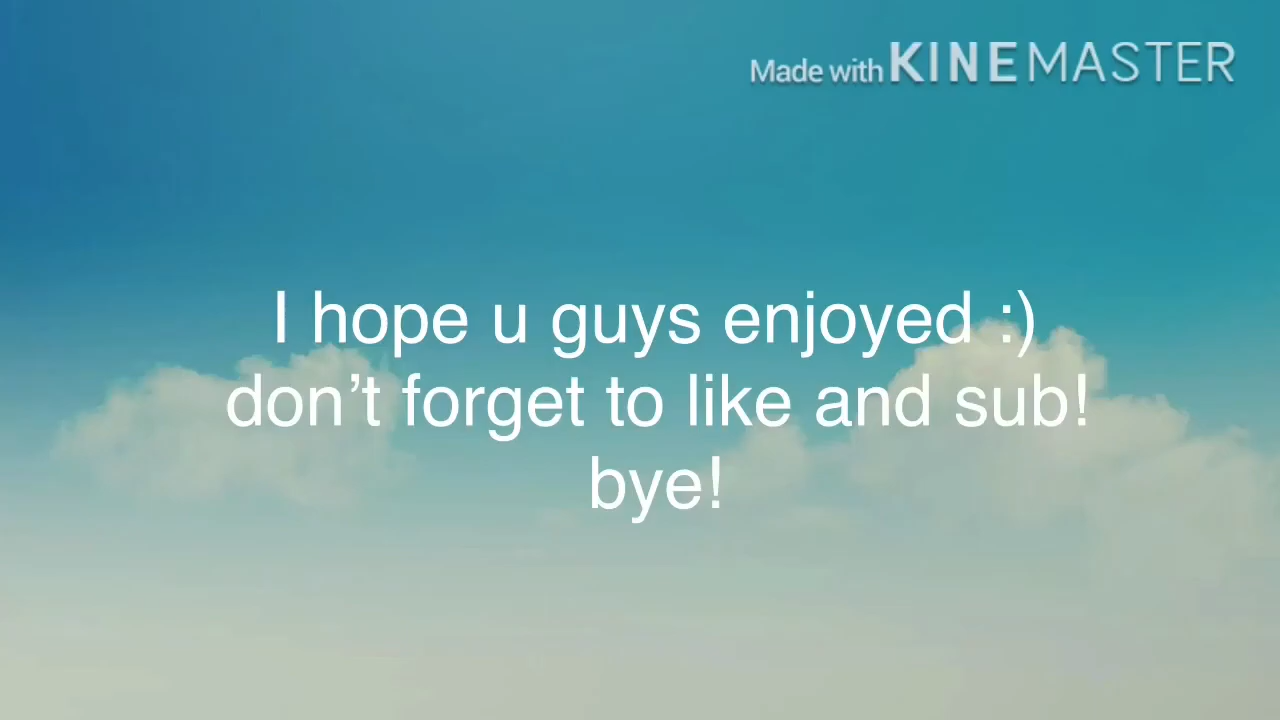 Made with KINEMASTER
I hope u guys enjoyed :)
don’t forget to like and sub!
bye!